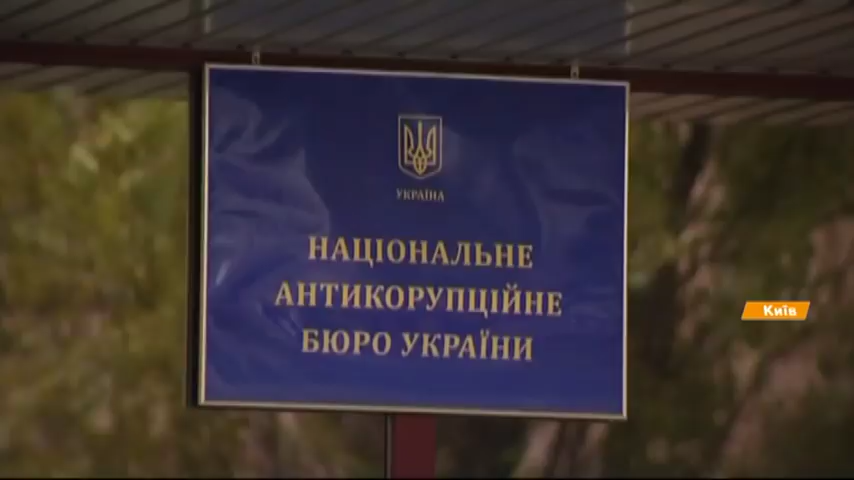 УКРАЇНА
НАЦІОНАЛЬНЕ
АНТИКОРУПЦІЙНЕ
БЮРО УКРАЇНИ
Київ